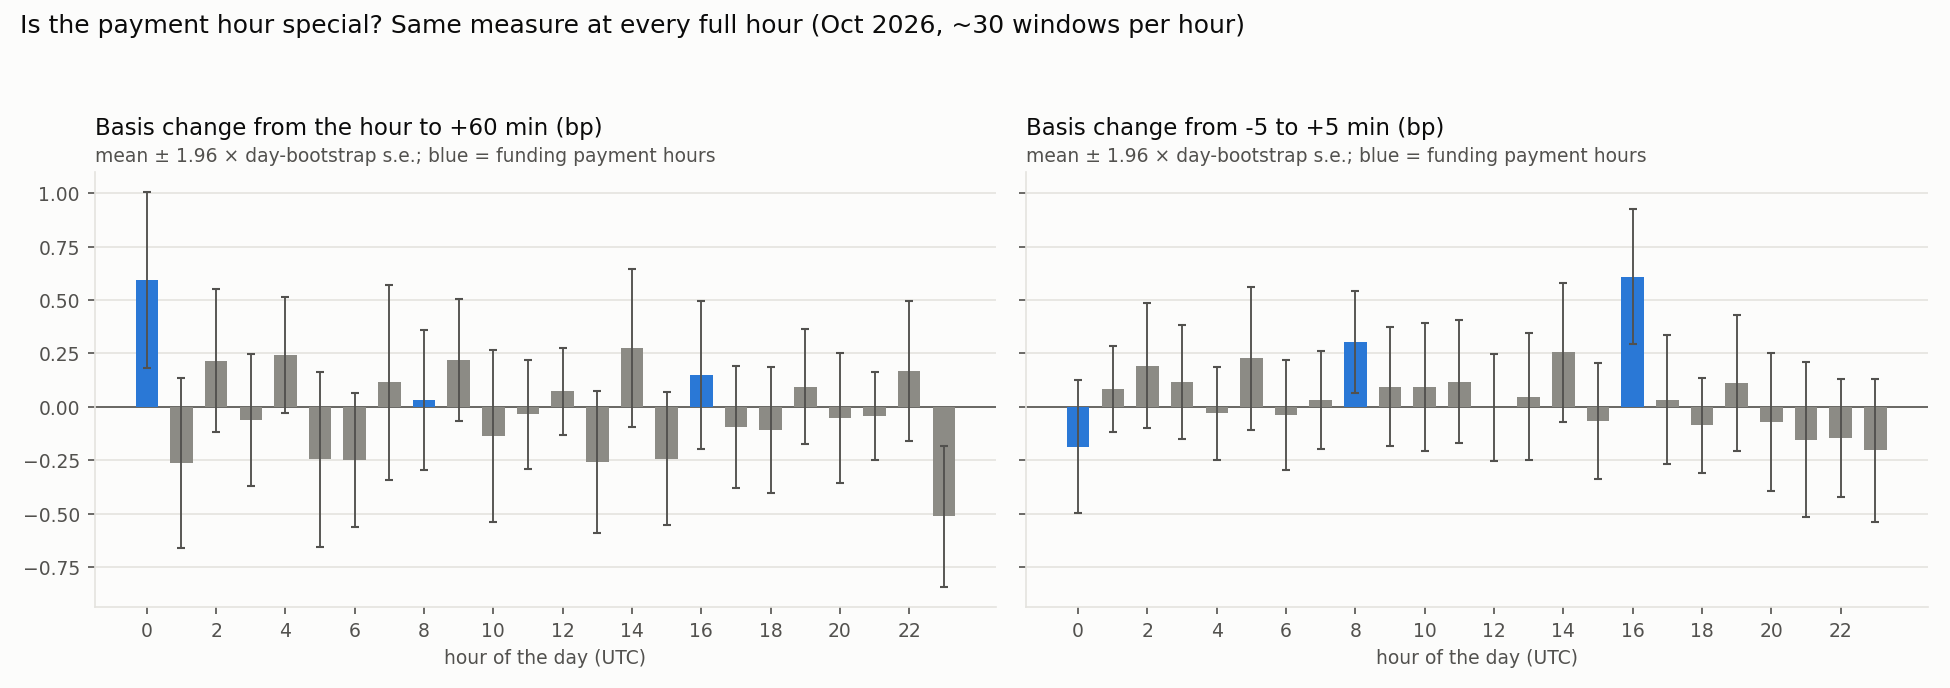 Is the payment hour special? Same measure at every full hour (Oct 2026, ~30 windows per hour)
Basis change from the hour to +60 min (bp)
mean ± 1.96 × day-bootstrap s.e.; blue = funding payment hours
1.00
0.75
0.50
0.25
0.00
−0.25
−0.50
−0.75
0 2 4 6 8 10 12 14 16 18 20 22
hour of the day (UTC)
Basis change from -5 to +5 min (bp)
mean ± 1.96 × day-bootstrap s.e.; blue = funding payment hours
0 2 4 6 8 10 12 14 16 18 20 22
hour of the day (UTC)